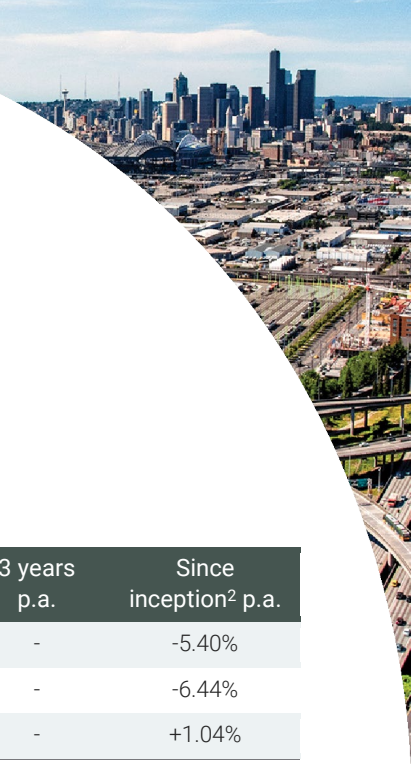 3 years Since
p.a. inception² p.a.
- -5.40%
- -6.44%
- +1.04%